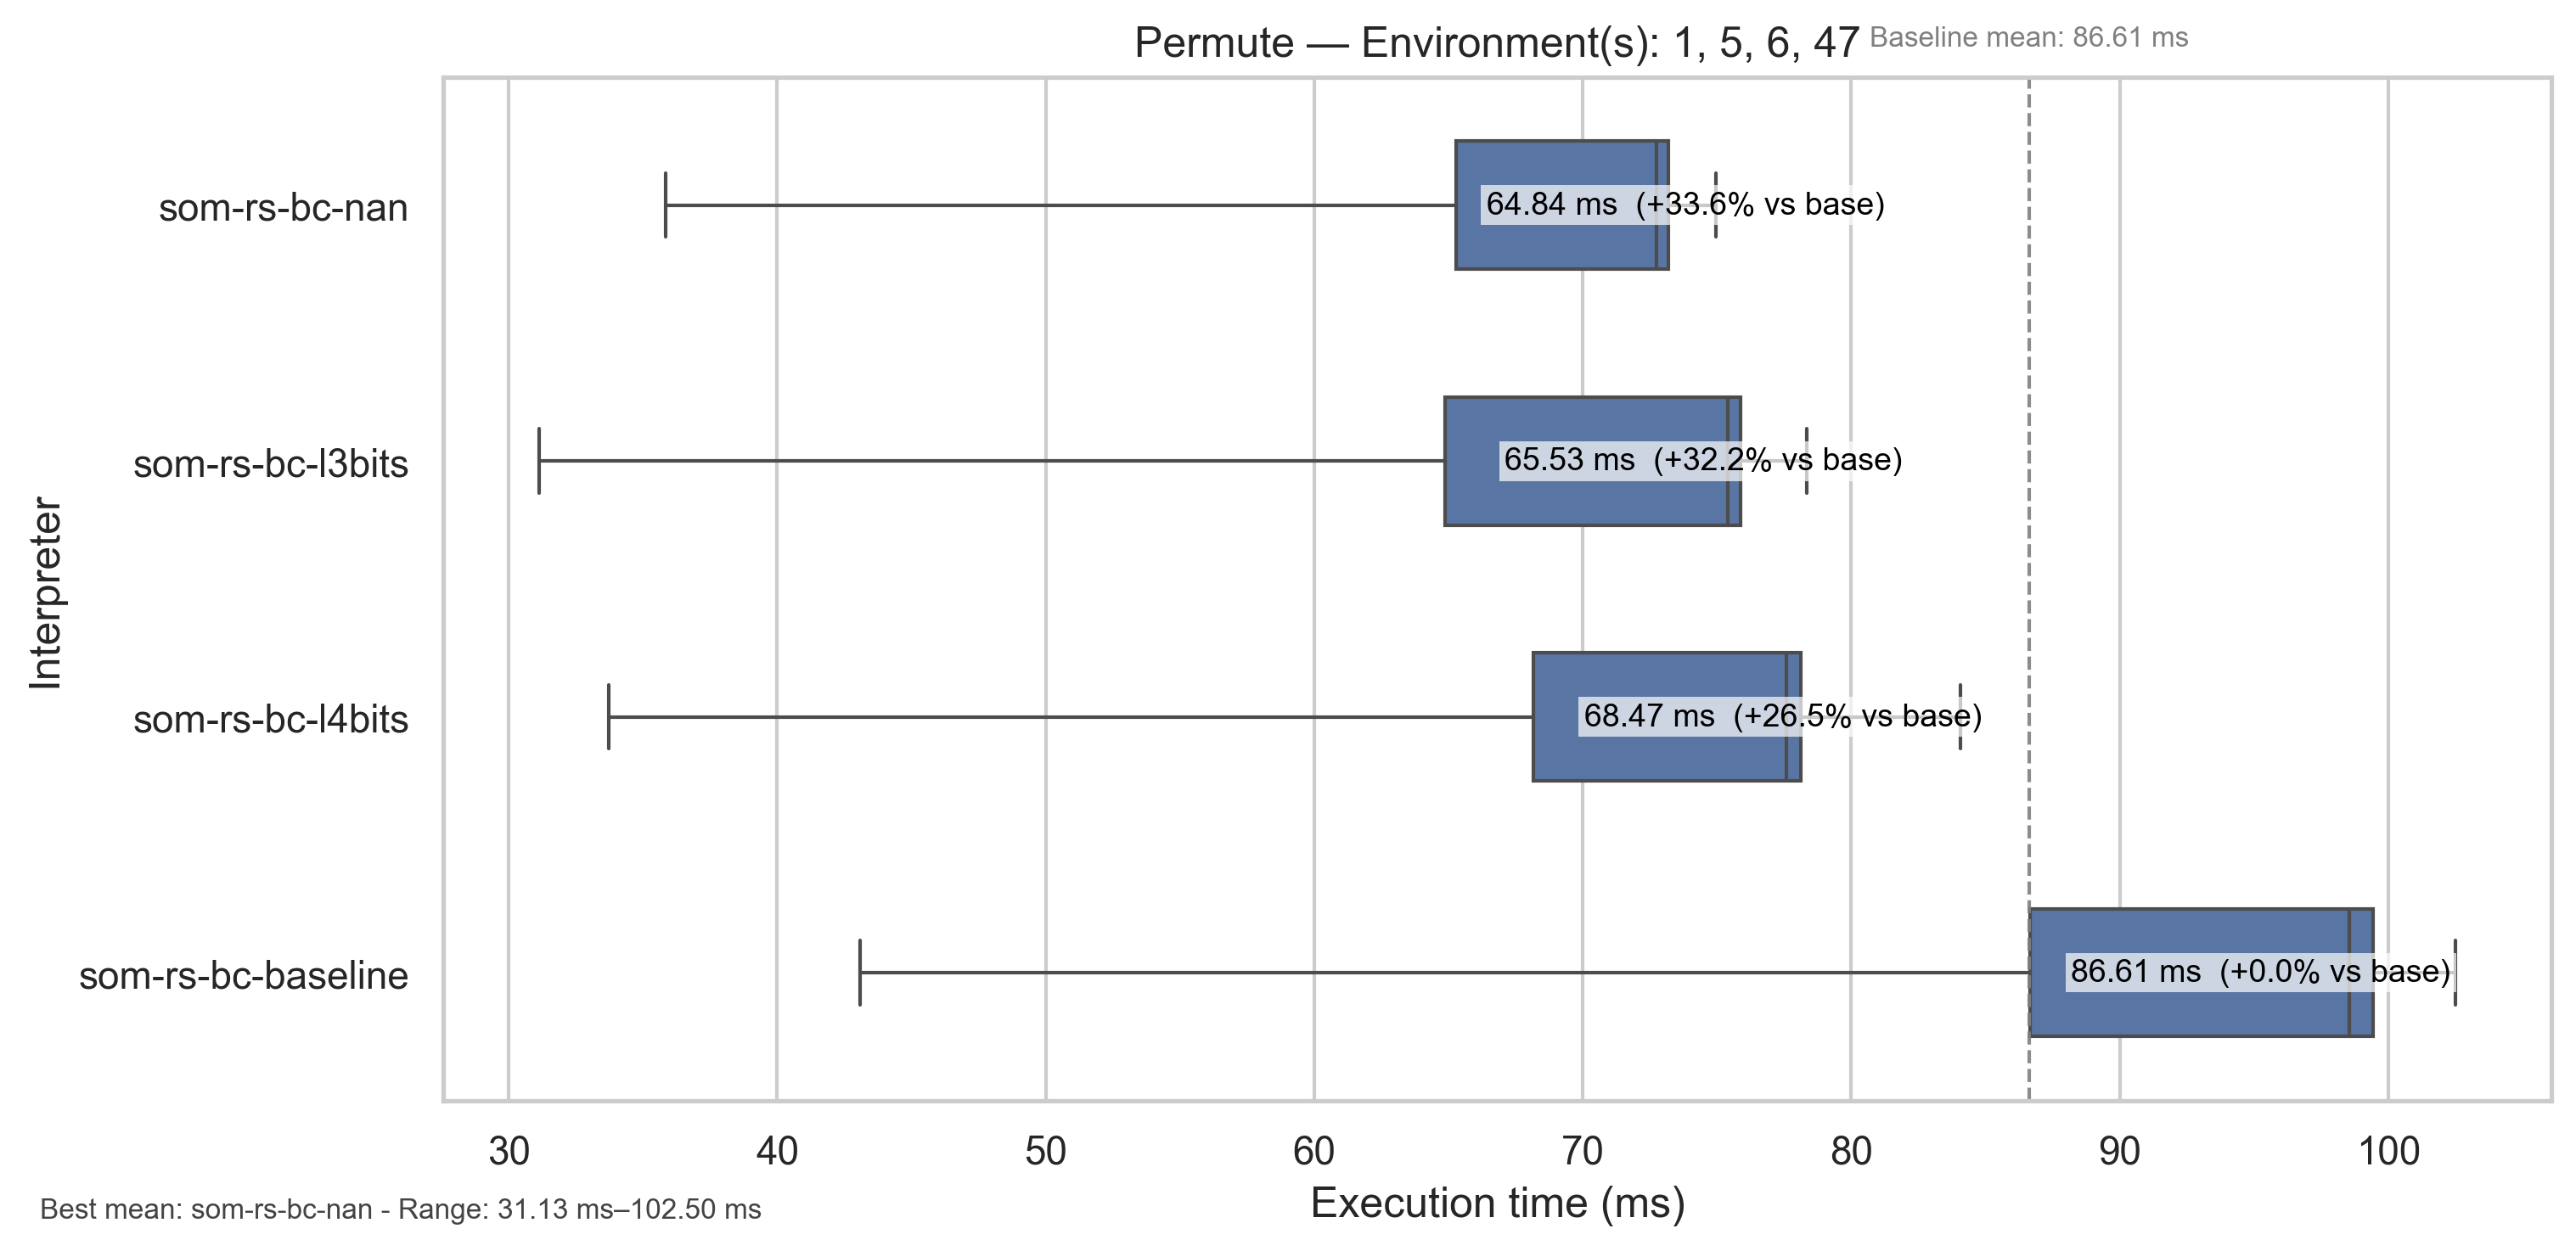 Permute — Environment(s): 1, 5, 6, 47
Baseline mean: 86.61 ms
Interpreter
som-rs-bc-nan
64.84 ms  (+33.6% vs base)
som-rs-bc-l3bits
65.53 ms  (+32.2% vs base)
som-rs-bc-l4bits
68.47 ms  (+26.5% vs base)
som-rs-bc-baseline
86.61 ms  (+0.0% vs base)
30 40 50 60 70 80 90 100
Execution time (ms)
Best mean: som-rs-bc-nan - Range: 31.13 ms–102.50 ms